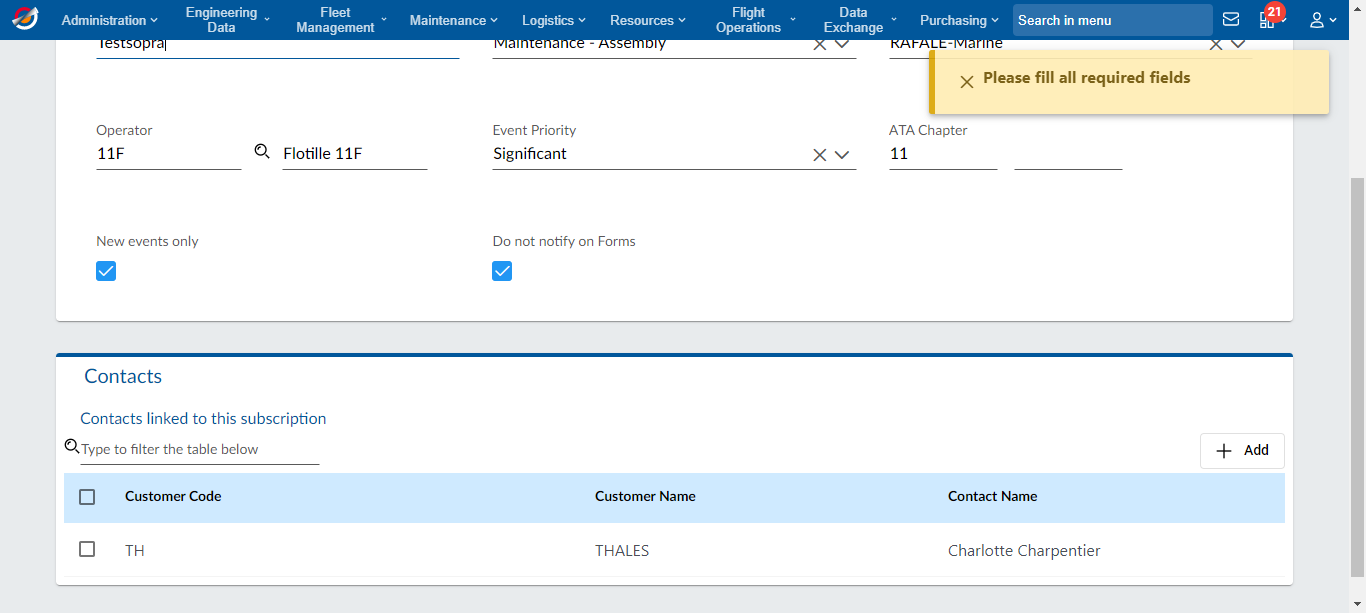 Administration
Engineering Data
Fleet Management
Maintenance
Logistics
Resources
Flight Operations
Data Exchange
Purchasing
Search in menu
21
Testsopra
Maintenance - Assembly
RAFALE-Marine
Please fill all required fields
Operator
Event Priority
ATA Chapter
11F
Flotille 11F
Significant
11
New events only
Do not notify on Forms
Contacts
Contacts linked to this subscription
Type to filter the table below
Add
Customer Code
Customer Name
Contact Name
TH
THALES
Charlotte Charpentier